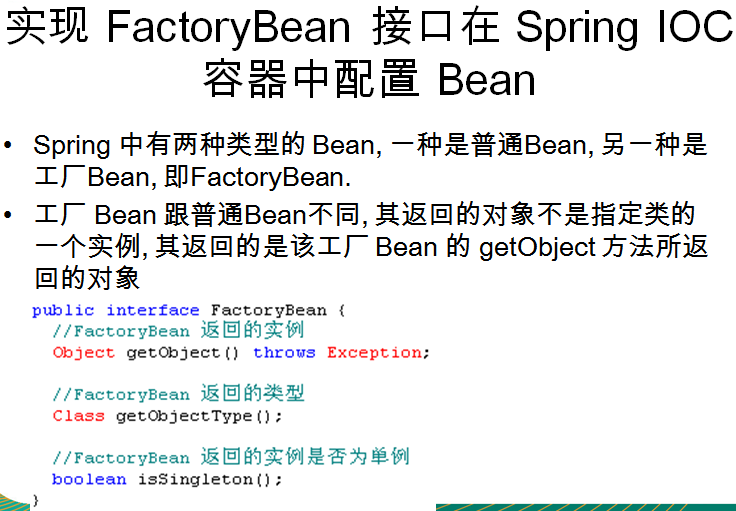 实现 FactoryBean 接口在 Spring IOC
容器中配置 Bean
• Spring 中有两种类型的 Bean, 一种是普通Bean, 另一种是
工厂Bean, 即FactoryBean.
• 工厂 Bean 跟普通Bean不同, 其返回的对象不是指定类的
一个实例, 其返回的是该工厂 Bean 的 getObject 方法所返
回的对象
public interface FactoryBean {
//FactoryBean 返回的实例
Object getObject() throws Exception;
//FactoryBean 返回的类型
Class getObjectType();
//FactoryBean 返回的实例是否为单例
boolean isSingleton();
}